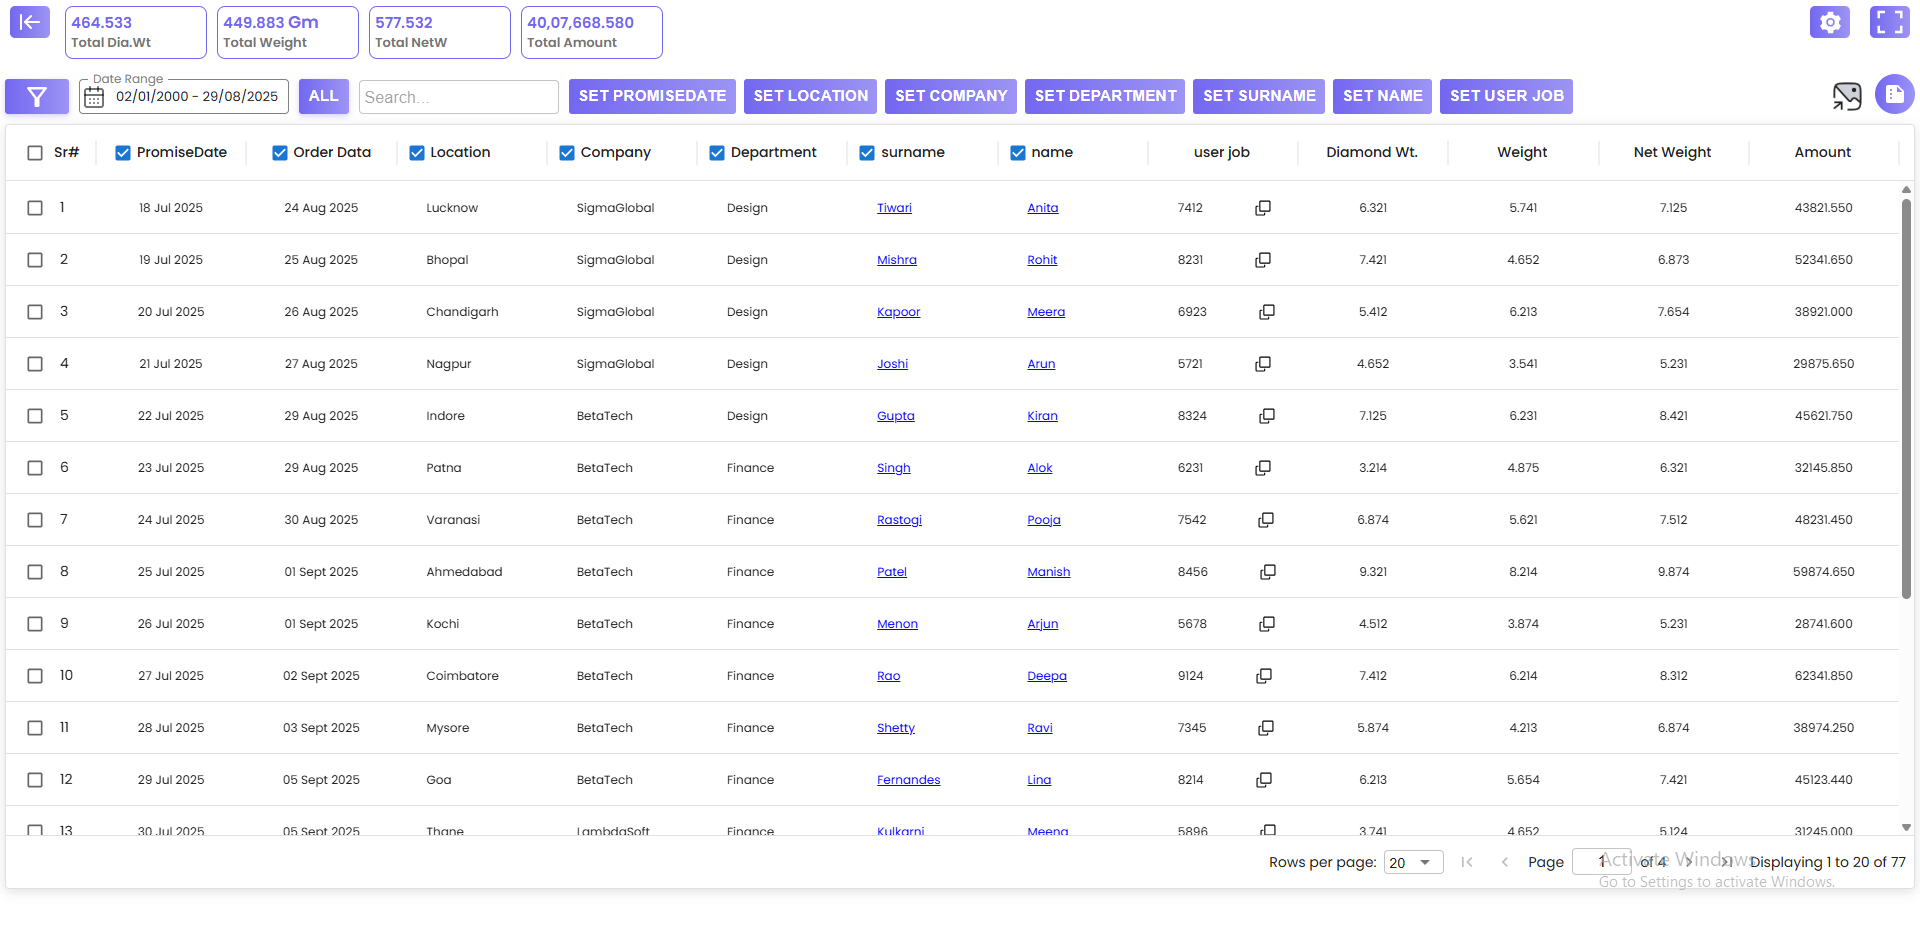 464.533
Total Dia.Wt
449.883 Gm
Total Weight
577.532
Total NetW
40,07,668.580
Total Amount
Date Range
02/01/2000 - 29/08/2025
ALL
Search...
SET PROMISEDATE
SET LOCATION
SET COMPANY
SET DEPARTMENT
SET SURNAME
SET NAME
SET USER JOB
Sr# PromiseDate Order Data Location Company Department surname name user job Diamond Wt. Weight Net Weight Amount
1 18 Jul 2025 24 Aug 2025 Lucknow SigmaGlobal Design Tiwari Anita 7412 6.321 5.741 7.125 43821.550
2 19 Jul 2025 25 Aug 2025 Bhopal SigmaGlobal Design Mishra Rohit 8231 7.421 4.652 6.873 52341.650
3 20 Jul 2025 26 Aug 2025 Chandigarh SigmaGlobal Design Kapoor Meera 6923 5.412 6.213 7.654 38921.000
4 21 Jul 2025 27 Aug 2025 Nagpur SigmaGlobal Design Joshi Arun 5721 4.652 3.541 5.231 29875.650
5 22 Jul 2025 29 Aug 2025 Indore BetaTech Design Gupta Kiran 8324 7.125 6.231 8.421 45621.750
6 23 Jul 2025 29 Aug 2025 Patna BetaTech Finance Singh Alok 6231 3.214 4.875 6.321 32145.850
7 24 Jul 2025 30 Aug 2025 Varanasi BetaTech Finance Rastogi Pooja 7542 6.874 5.621 7.512 48231.450
8 25 Jul 2025 01 Sept 2025 Ahmedabad BetaTech Finance Patel Manish 8456 9.321 8.214 9.874 59874.650
9 26 Jul 2025 01 Sept 2025 Kochi BetaTech Finance Menon Arjun 5678 4.512 3.874 5.231 28741.600
10 27 Jul 2025 02 Sept 2025 Coimbatore BetaTech Finance Rao Deepa 9124 7.412 6.214 8.312 62341.850
11 28 Jul 2025 03 Sept 2025 Mysore BetaTech Finance Shetty Ravi 7345 5.874 4.213 6.874 38974.250
12 29 Jul 2025 05 Sept 2025 Goa BetaTech Finance Fernandes Lina 8214 6.213 5.654 7.421 45123.440
13 30 Jul 2025 05 Sept 2025 Thane LambdaSoft Finance Kulkarni Meena 5896 3.741 4.652 5.124 31245.000
Rows per page: 20 Page 1 of 4 Displaying 1 to 20 of 77
Activate Windows
Go to Settings to activate Windows.